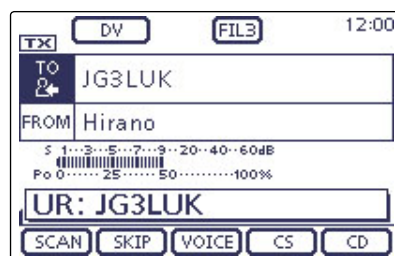 DV FIL3 12:00
TX
TO JG3LUK
FROM Hirano
S 1···3···5···7···9··20··40··60dB
Po 0······25······50··········100%
UR: JG3LUK
SCAN SKIP VOICE CS CD